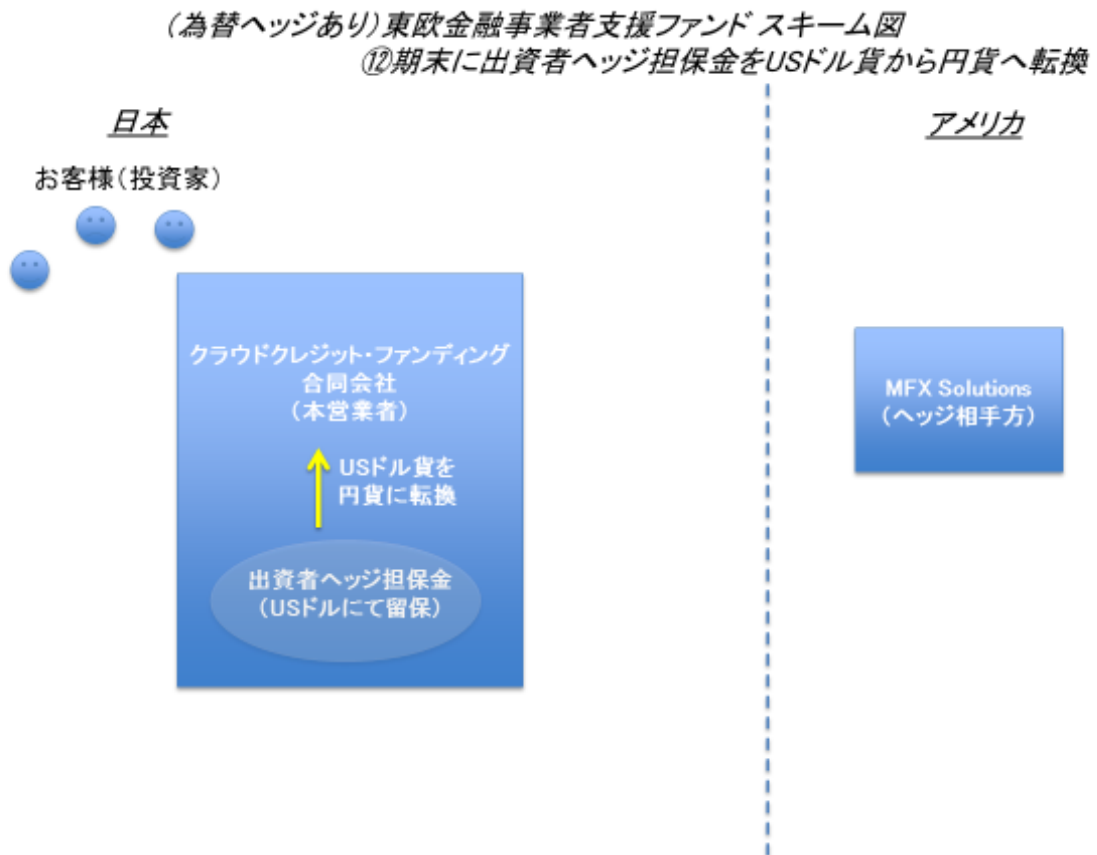 (為替ヘッジあり)東欧金融事業者支援ファンド スキーム図
⑫期末に出資者ヘッジ担保金をUSドル貨から円貨へ転換
日本
アメリカ
お客様(投資家)
クラウドクレジット・ファンディング
合同会社
(本営業者)
USドル貨を
円貨に転換
出資者ヘッジ担保金
(USドルにて留保)
MFX Solutions
(ヘッジ相手方)